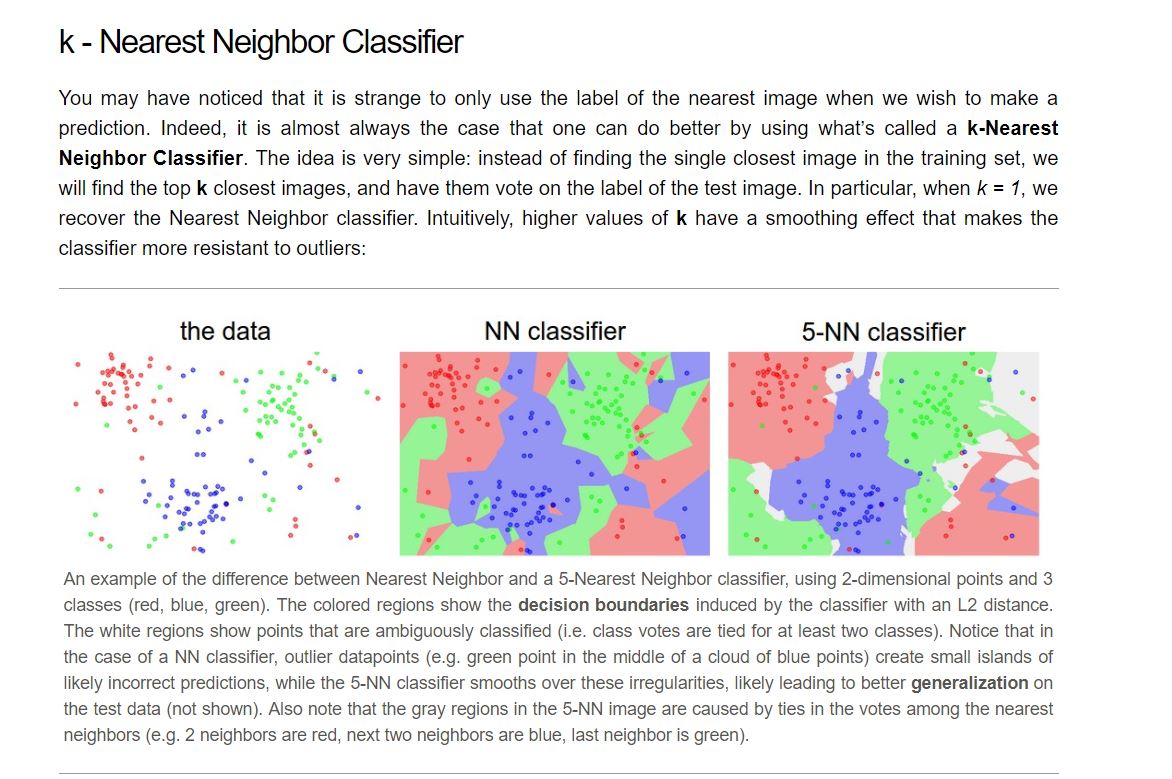 k - Nearest Neighbor Classifier
You may have noticed that it is strange to only use the label of the nearest image when we wish to make a
prediction. Indeed, it is almost always the case that one can do better by using what's called a k-Nearest
Neighbor Classifier. The idea is very simple: instead of finding the single closest image in the training set, we
will find the top k closest images, and have them vote on the label of the test image. In particular, when k = 1, we
recover the Nearest Neighbor classifier. Intuitively, higher values of k have a smoothing effect that makes the
classifier more resistant to outliers:
the data
NN classifier
5-NN classifier
An example of the difference between Nearest Neighbor and a 5-Nearest Neighbor classifier, using 2-dimensional points and 3
classes (red, blue, green). The colored regions show the decision boundaries induced by the classifier with an L2 distance.
The white regions show points that are ambiguously classified (i.e. class votes are tied for at least two classes). Notice that in
the case of a NN classifier, outlier datapoints (e.g. green point in the middle of a cloud of blue points) create small islands of
likely incorrect predictions, while the 5-NN classifier smooths over these irregularities, likely leading to better generalization on
the test data (not shown). Also note that the gray regions in the 5-NN image are caused by ties in the votes among the nearest
neighbors (e.g. 2 neighbors are red, next two neighbors are blue, last neighbor is green).